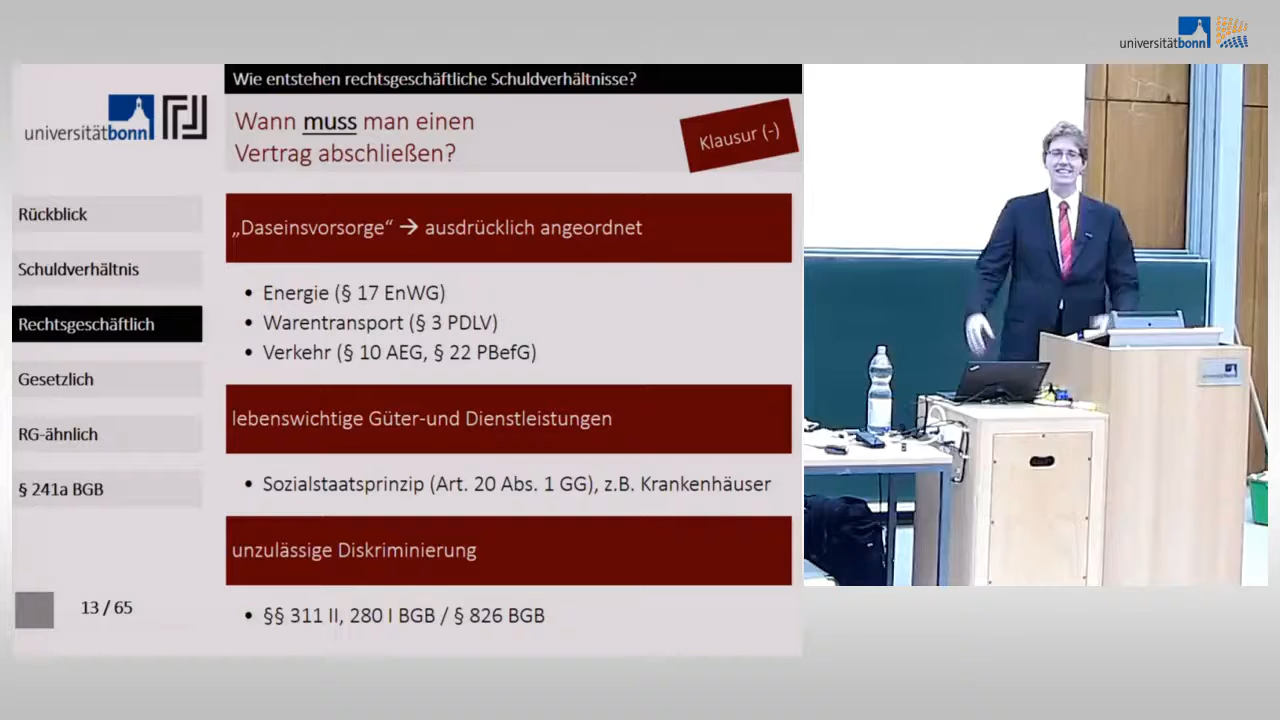 universitätbonn
Wie entstehen rechtsgeschäftliche Schuldverhältnisse?
universitätbonn
Wann muss man einen
Vertrag abschließen?
Klausur (-)
Rückblick
Schuldverhältnis
Rechtsgeschäftlich
Gesetzlich
RG-ähnlich
§ 241a BGB
13 / 65
„Daseinsvorsorge“ → ausdrücklich angeordnet
• Energie (§ 17 EnWG)
• Warentransport (§ 3 PDLV)
• Verkehr (§ 10 AEG, § 22 PBefG)
lebenswichtige Güter-und Dienstleistungen
• Sozialstaatsprinzip (Art. 20 Abs. 1 GG), z.B. Krankenhäuser
unzulässige Diskriminierung
• §§ 311 II, 280 I BGB / § 826 BGB